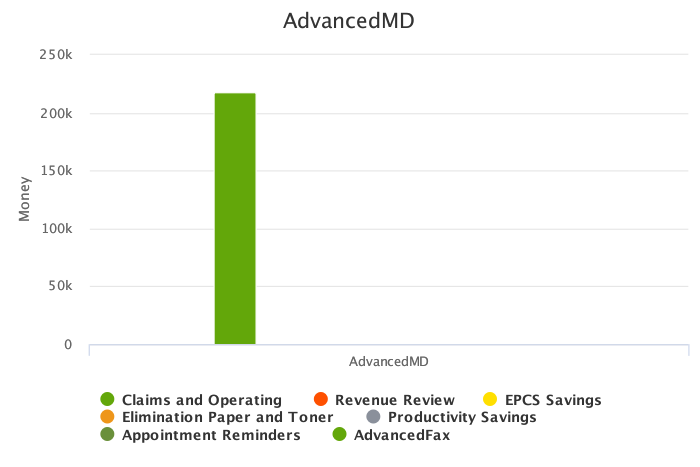 AdvancedMD
250k
200k
150k
100k
50k
0
Money
AdvancedMD
Claims and Operating Revenue Review EPCS Savings
Elimination Paper and Toner Productivity Savings
Appointment Reminders AdvancedFax